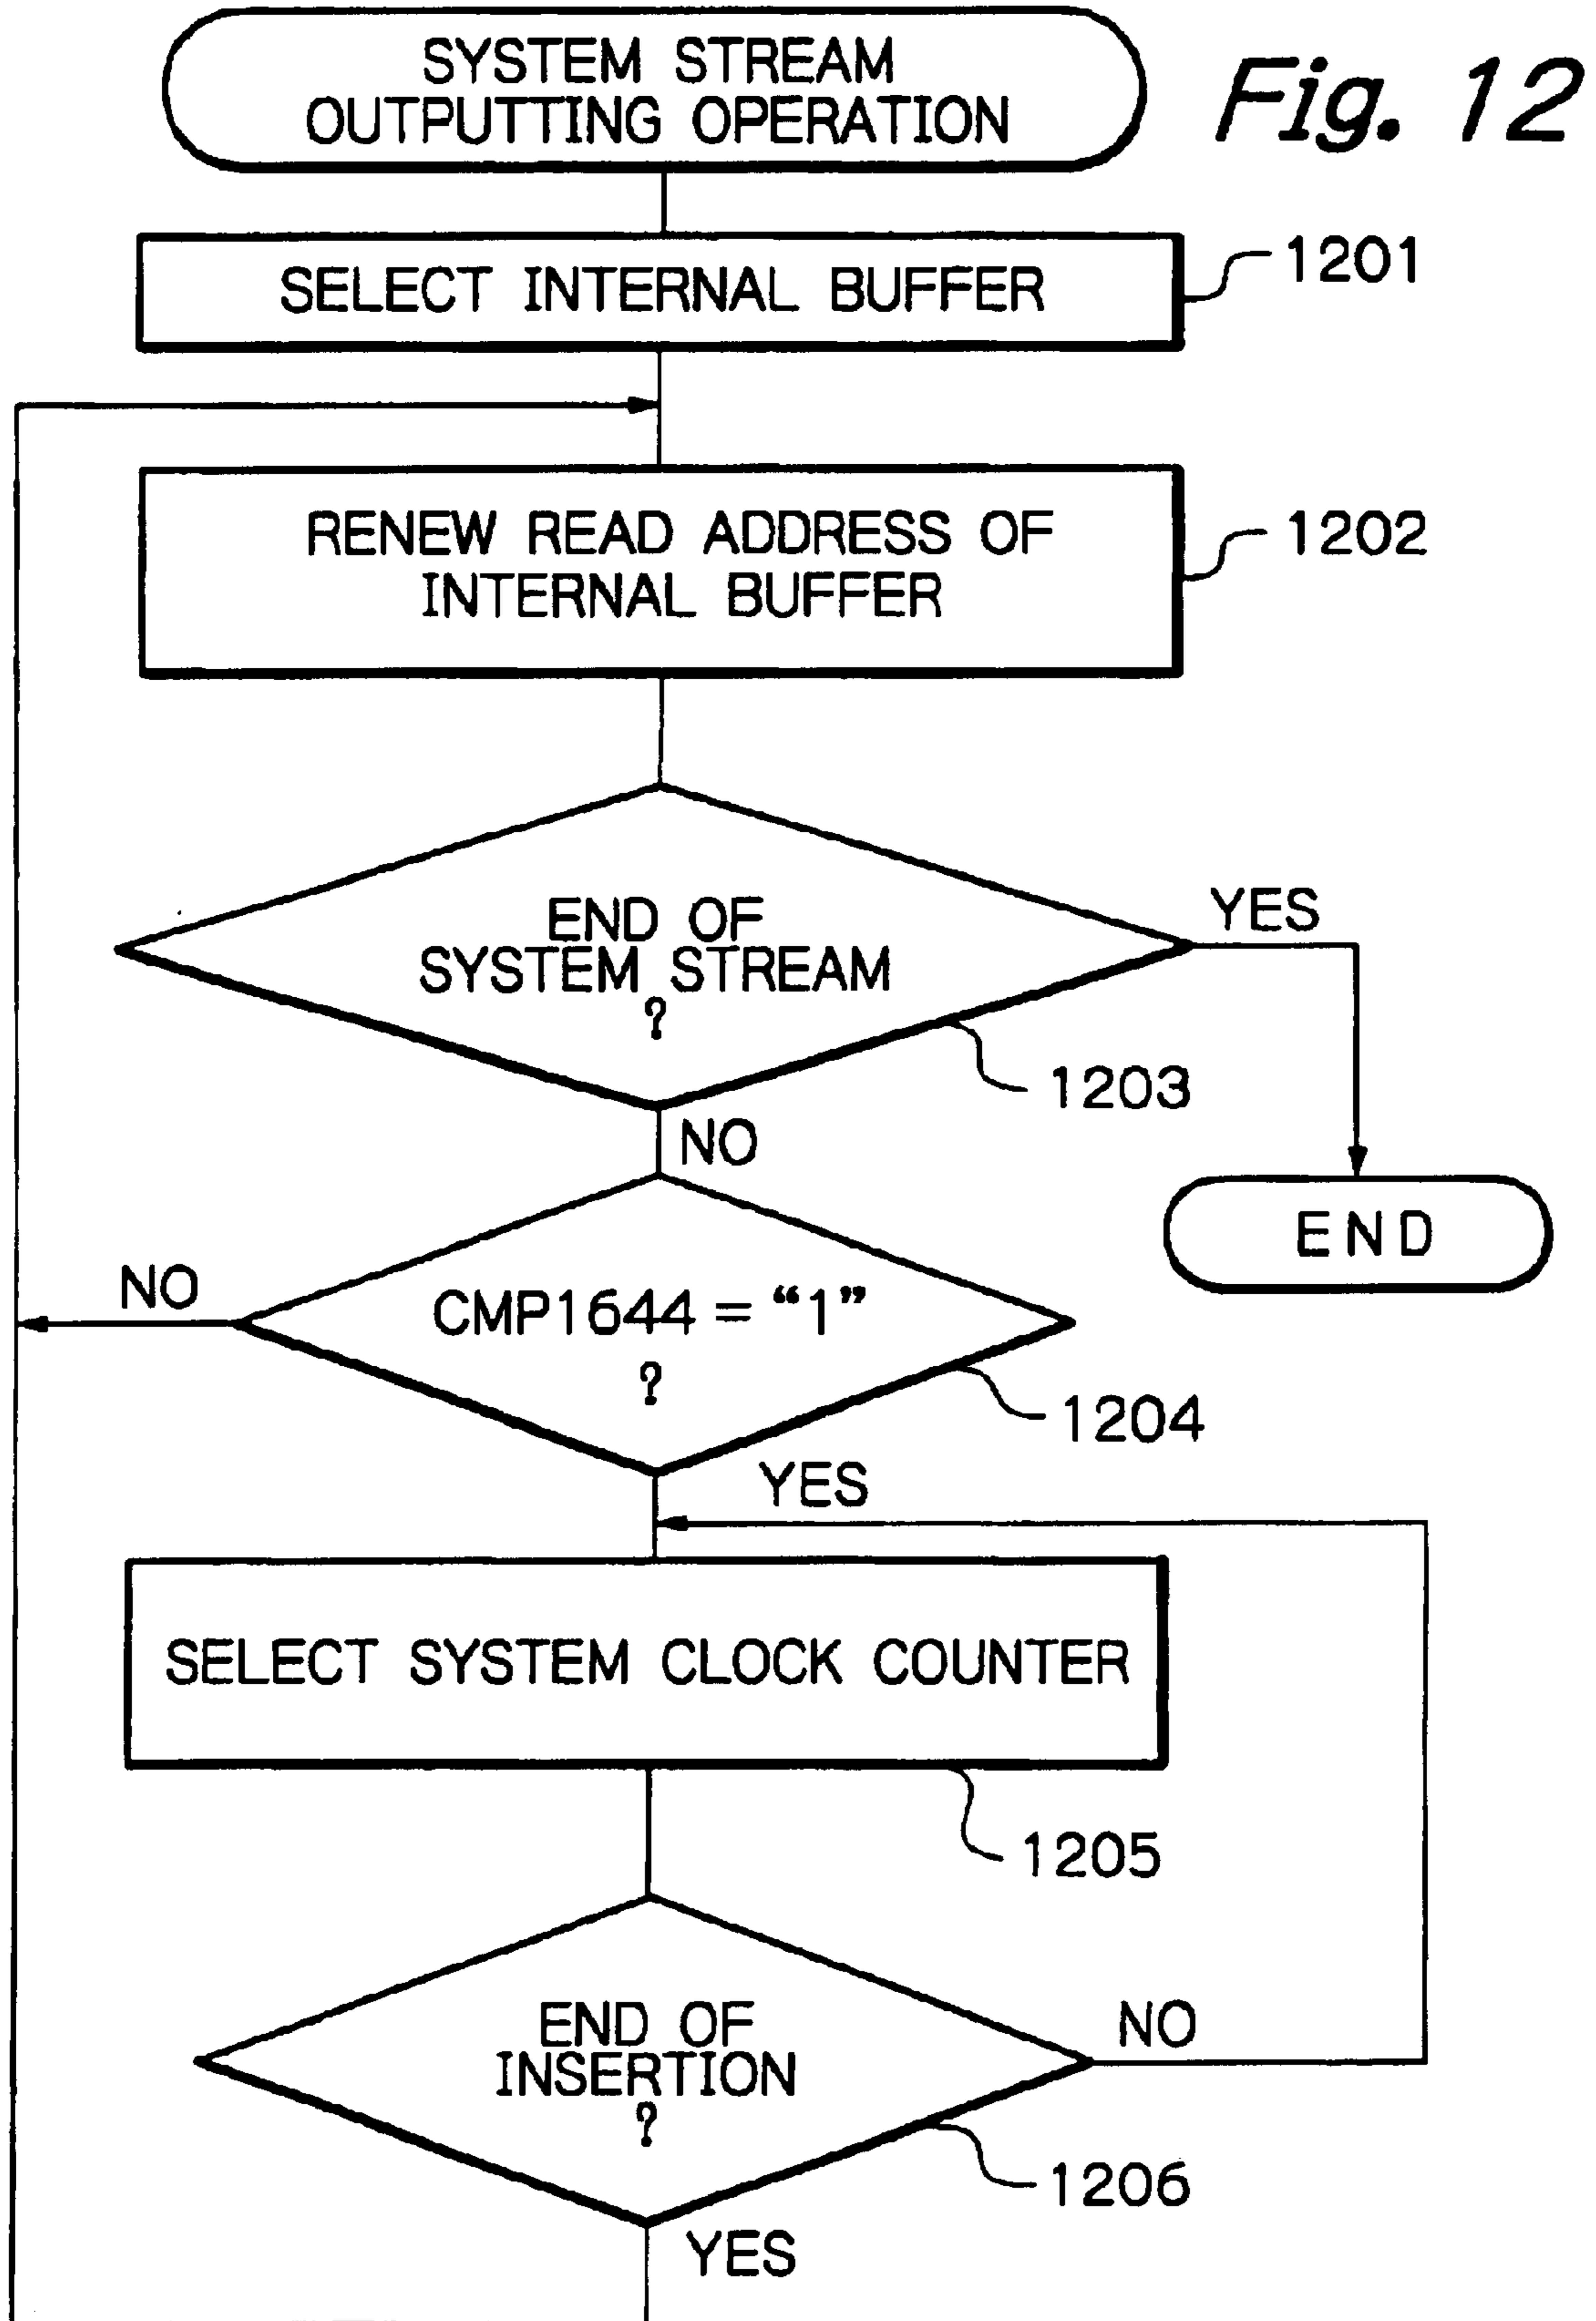 SYSTEM STREAM
OUTPUTTING OPERATION
Fig. 12
SELECT INTERNAL BUFFER
1201
RENEW READ ADDRESS OF
INTERNAL BUFFER
1202
END OF
SYSTEM STREAM
?
YES
1203
NO
END
CMP1644 = “1”
?
NO
1204
YES
SELECT SYSTEM CLOCK COUNTER
1205
END OF
INSERTION
?
NO
1206
YES